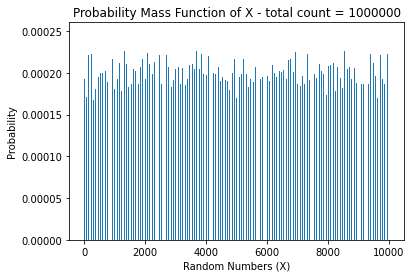 Probability Mass Function of X - total count = 1000000
0.00025
0.00020
0.00015
0.00010
0.00005
0.00000
Probability
0 2000 4000 6000 8000 10000
Random Numbers (X)